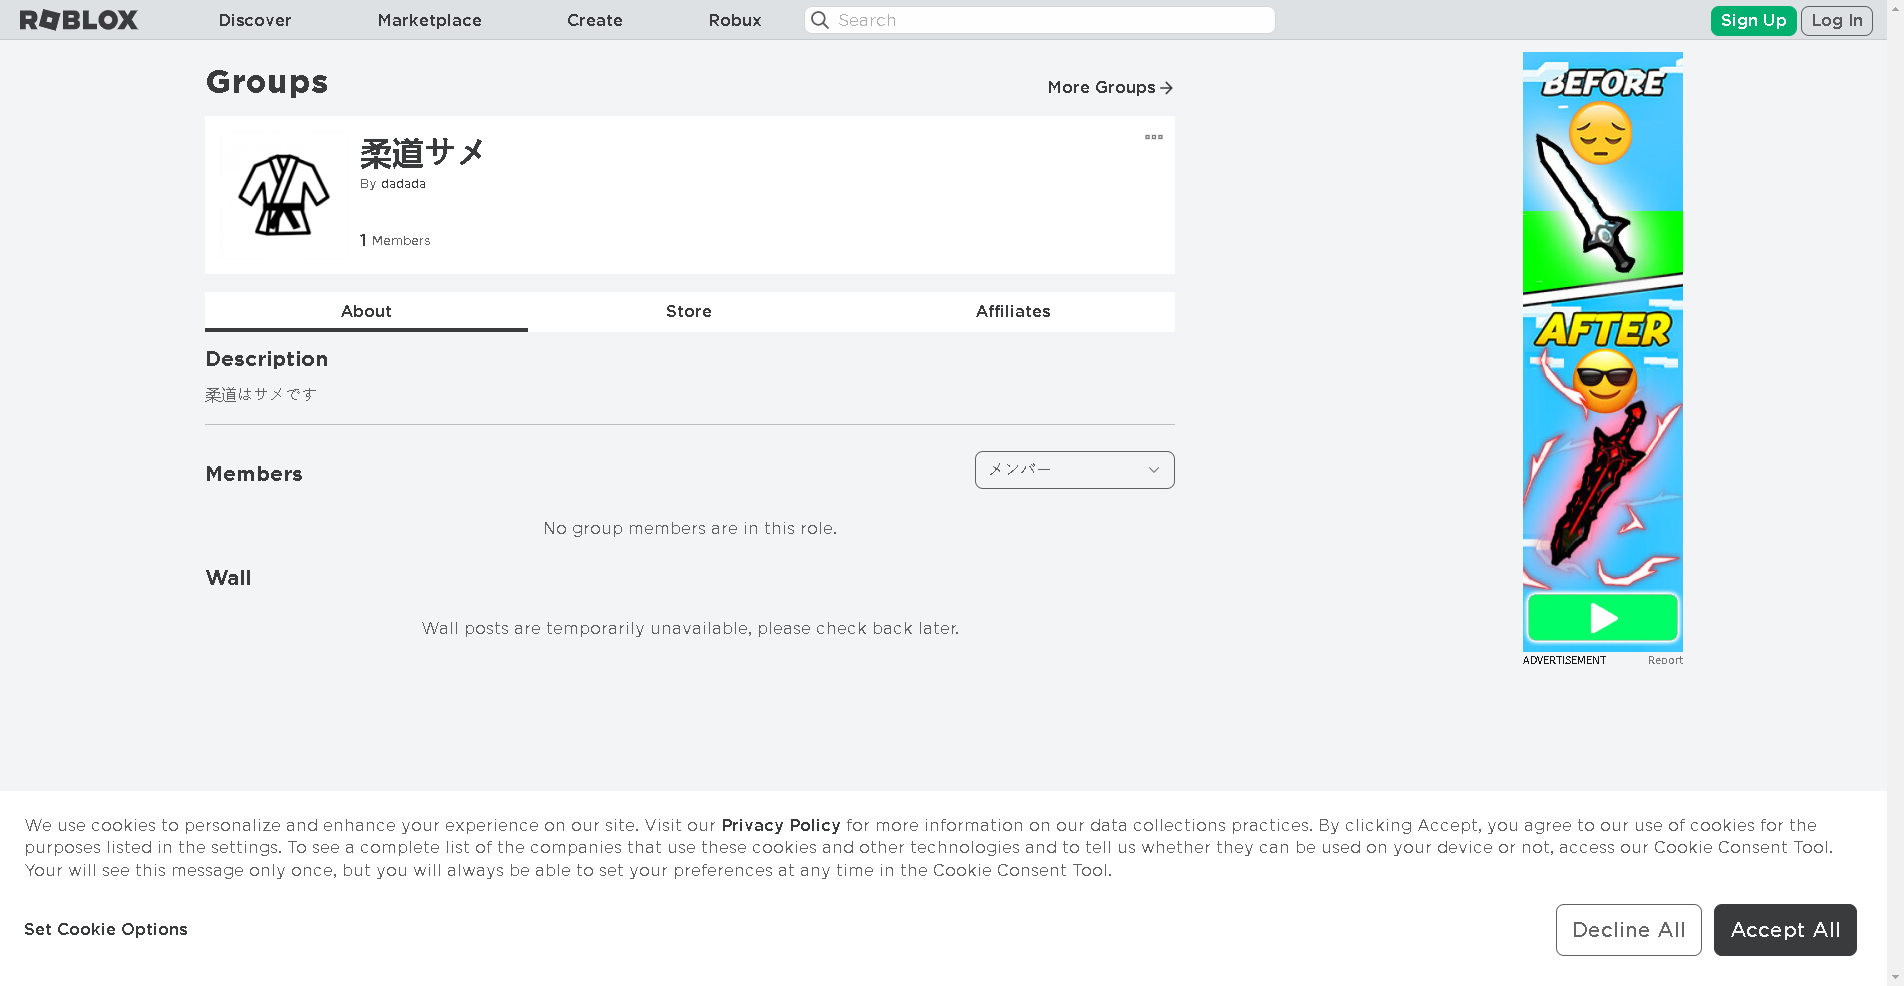 ROBLOX Discover Marketplace Create Robux Search Sign Up Log In
Groups
More Groups
柔道サメ
By dadada
1 Members
About Store Affiliates
Description
柔道はサメです
Members
メンバー
No group members are in this role.
Wall
Wall posts are temporarily unavailable, please check back later.
BEFORE
AFTER
ADVERTISEMENT Report
We use cookies to personalize and enhance your experience on our site. Visit our Privacy Policy for more information on our data collections practices. By clicking Accept, you agree to our use of cookies for the
purposes listed in the settings. To see a complete list of the companies that use these cookies and other technologies and to tell us whether they can be used on your device or not, access our Cookie Consent Tool.
Your will see this message only once, but you will always be able to set your preferences at any time in the Cookie Consent Tool.
Set Cookie Options
Decline All Accept All